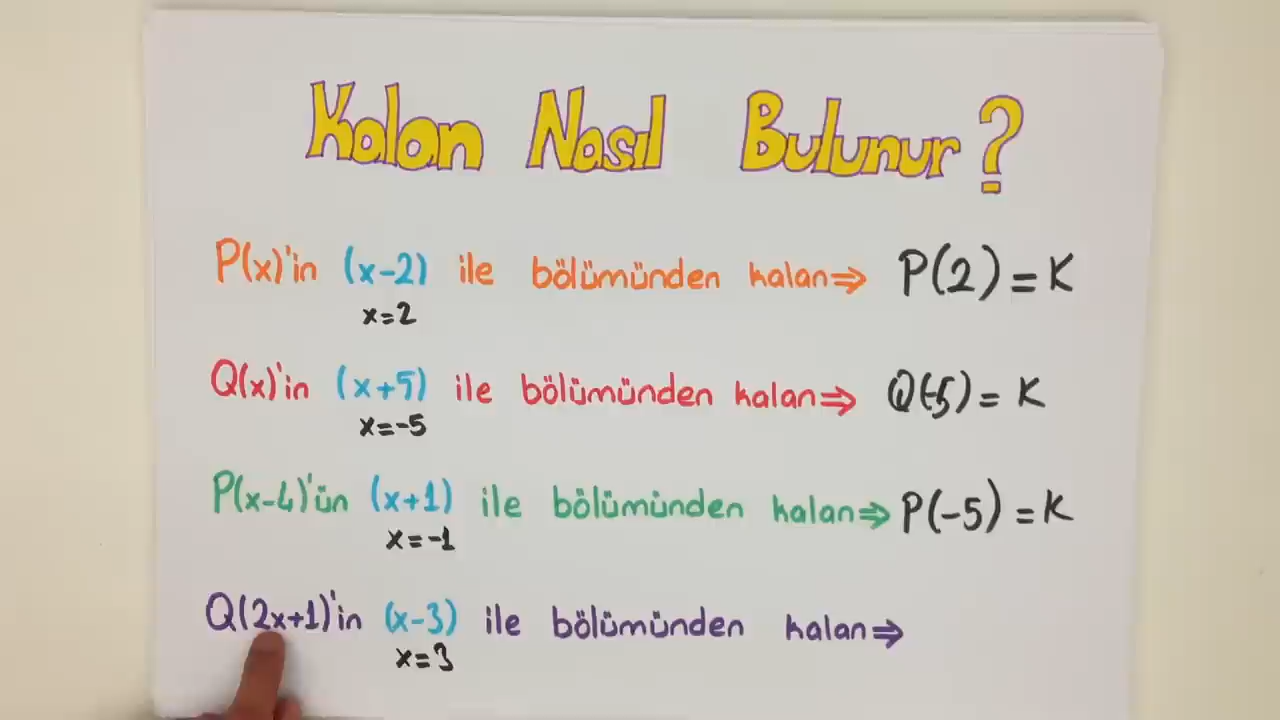 Kalan Nasıl Bulunur?
P(x)'in (x-2) ile bölümünden kalan⇒ P(2)=K
x=2
Q(x)'in (x+5) ile bölümünden kalan⇒ Q(-5)=K
x=-5
P(x-4)'ün (x+1) ile bölümünden kalan⇒ P(-5)=K
x=-1
Q(2x+1)'in (x-3) ile bölümünden kalan⇒
x=3